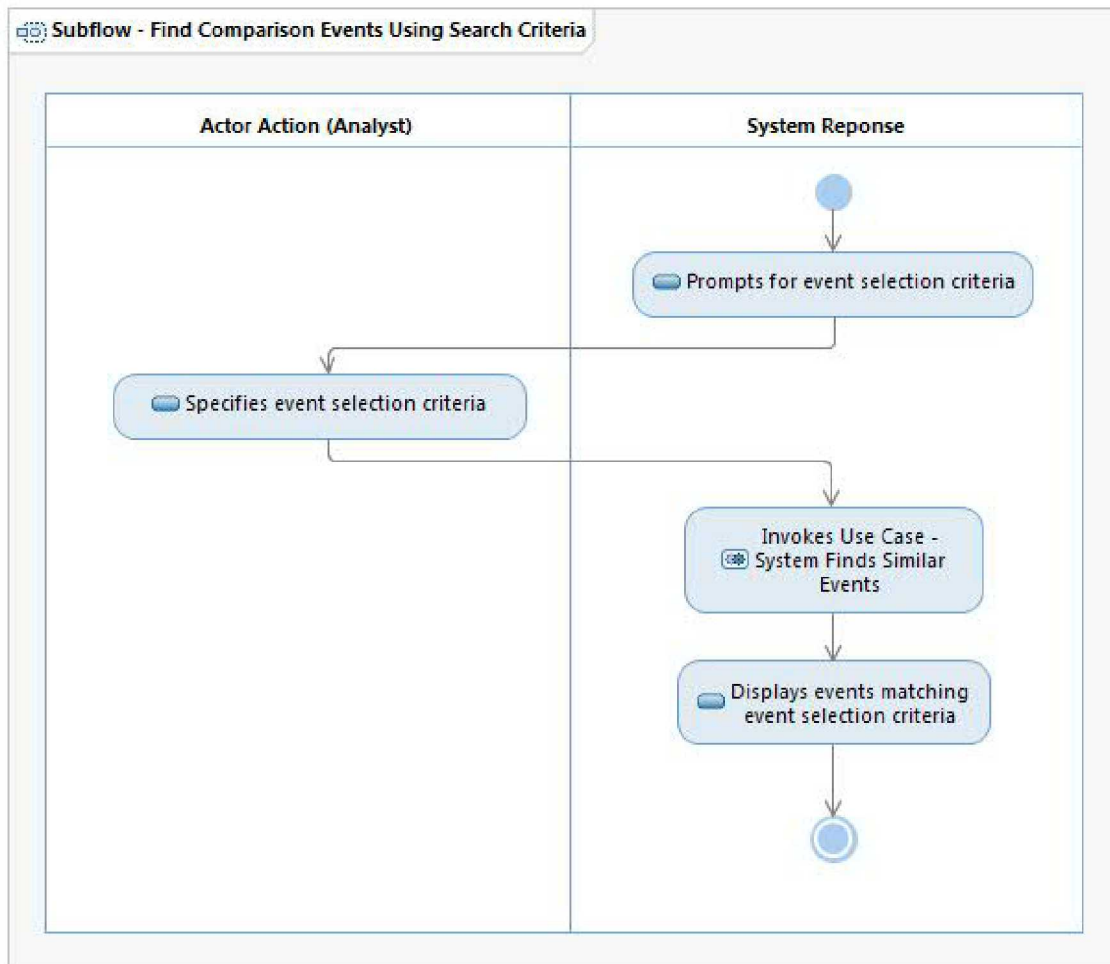 Subflow - Find Comparison Events Using Search Criteria
Actor Action (Analyst)
System Reponse
Prompts for event selection criteria
Specifies event selection criteria
Invokes Use Case -
System Finds Similar
Events
Displays events matching
event selection criteria